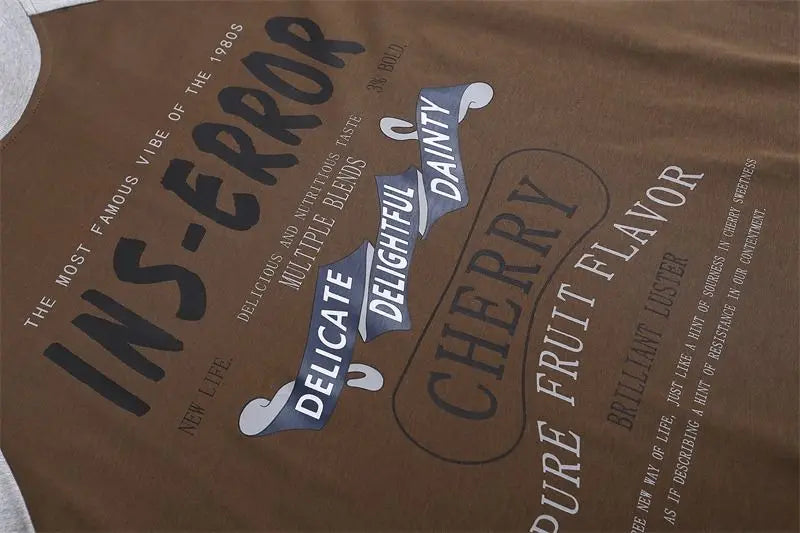 THE MOST FAMOUS VIBE OF THE 1980S
INS-ERROR
NEW LIFE.
3% BOLD.
DELICIOUS AND NUTRITIOUS TASTE
MULTIPLE BLENDS
DELICATE DELIGHTFUL DAINTY
CHERRY
PURE FRUIT FLAVOR
BRILLIANT LUSTER
NEW WAY OF LIFE, JUST LIKE A HINT OF SOURNESS IN CHERRY SWEETNESS
AS IF DESCRIBING A HINT OF RESISTANCE IN OUR CONTENTMENT.